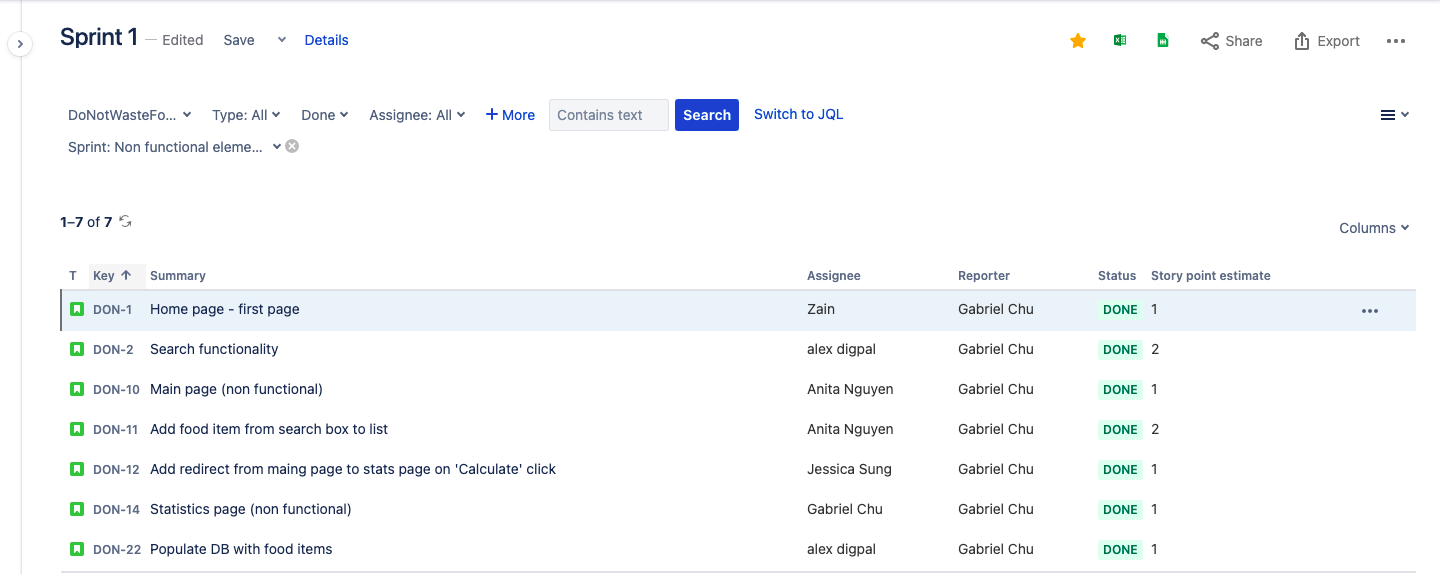 Sprint 1 — Edited Save Details Share Export
DoNotWasteFo... Type: All Done Assignee: All + More Contains text Search Switch to JQL
Sprint: Non functional eleme...
1–7 of 7
Columns
T Key Summary Assignee Reporter Status Story point estimate
DON-1 Home page - first page Zain Gabriel Chu DONE 1
DON-2 Search functionality alex digpal Gabriel Chu DONE 2
DON-10 Main page (non functional) Anita Nguyen Gabriel Chu DONE 1
DON-11 Add food item from search box to list Anita Nguyen Gabriel Chu DONE 2
DON-12 Add redirect from maing page to stats page on 'Calculate' click Jessica Sung Gabriel Chu DONE 1
DON-14 Statistics page (non functional) Gabriel Chu Gabriel Chu DONE 1
DON-22 Populate DB with food items alex digpal Gabriel Chu DONE 1